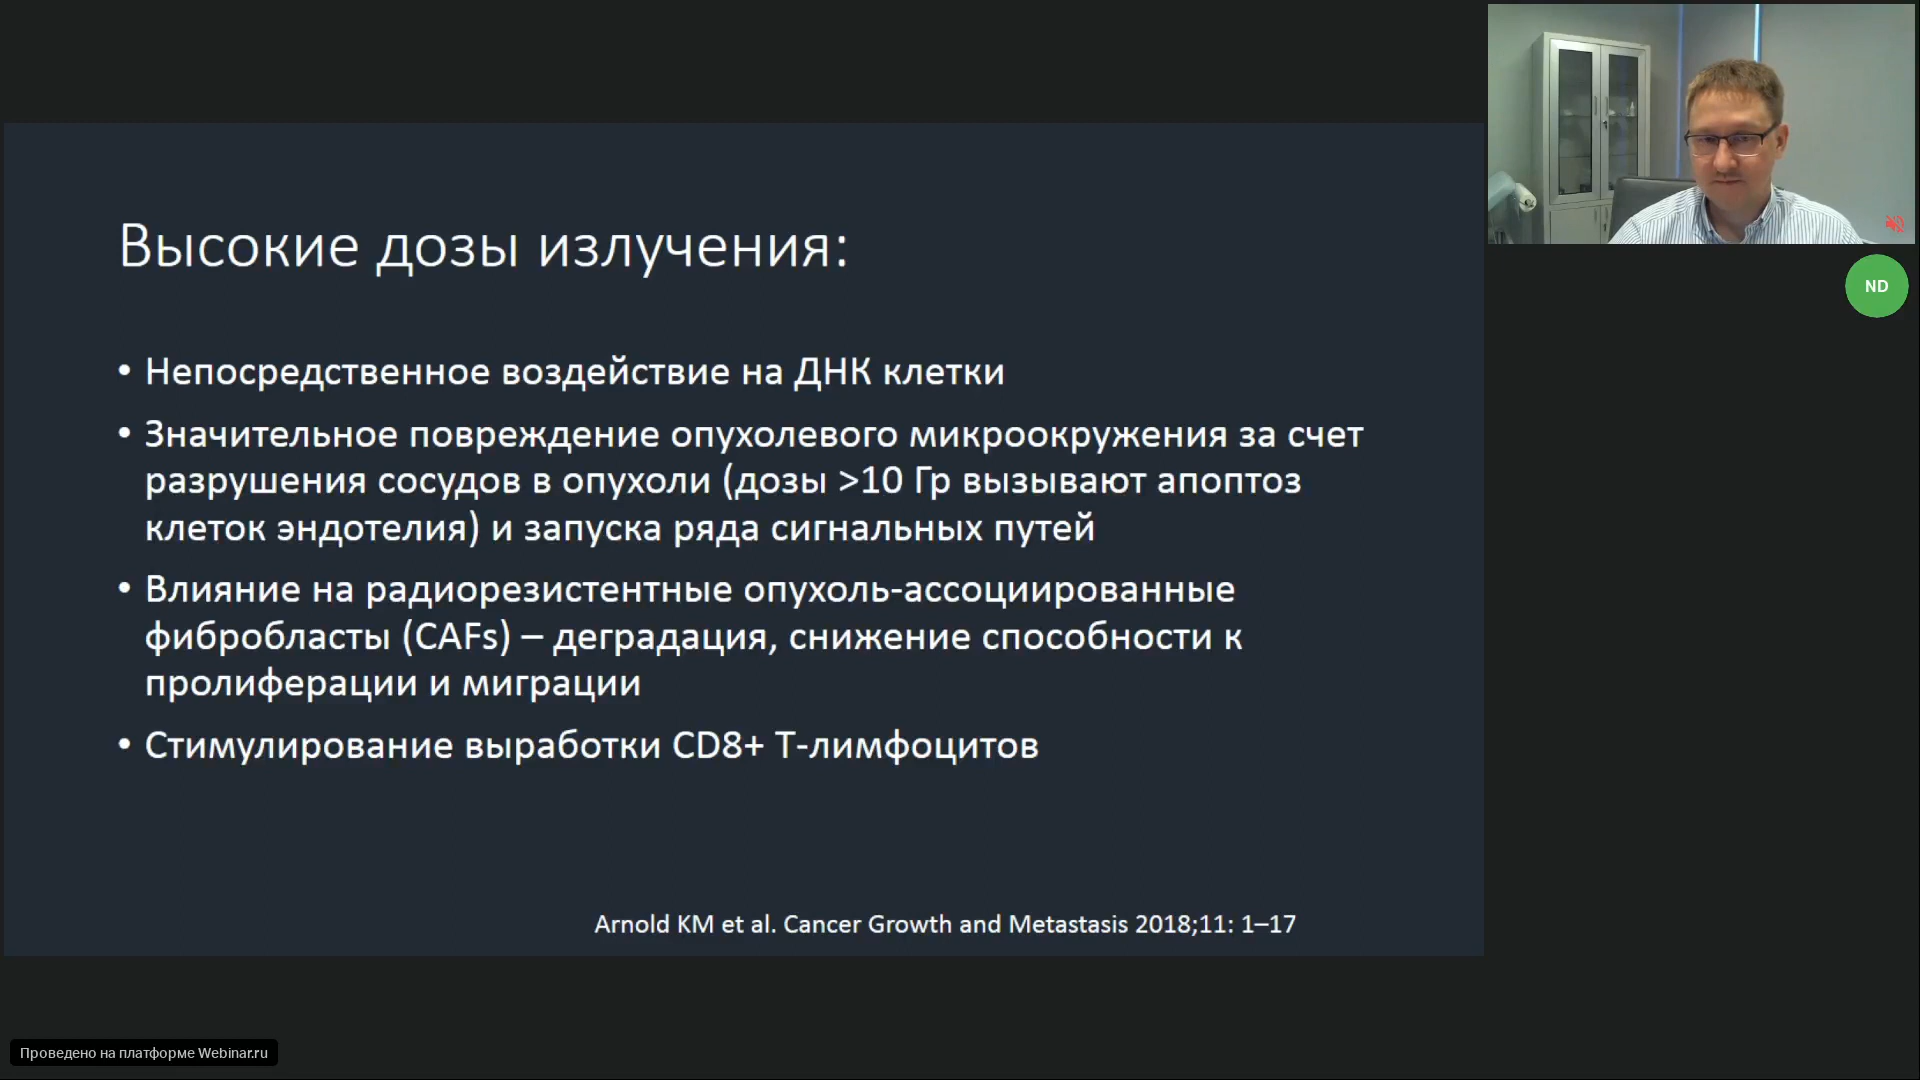 Высокие дозы излучения:
• Непосредственное воздействие на ДНК клетки
• Значительное повреждение опухолевого микроокружения за счет
разрушения сосудов в опухоли (дозы >10 Гр вызывают апоптоз
клеток эндотелия) и запуска ряда сигнальных путей
• Влияние на радиорезистентные опухоль-ассоциированные
фибробласты (CAFs) – деградация, снижение способности к
пролиферации и миграции
• Стимулирование выработки CD8+ Т-лимфоцитов
Arnold KM et al. Cancer Growth and Metastasis 2018;11: 1–17
ND
Проведено на платформе Webinar.ru